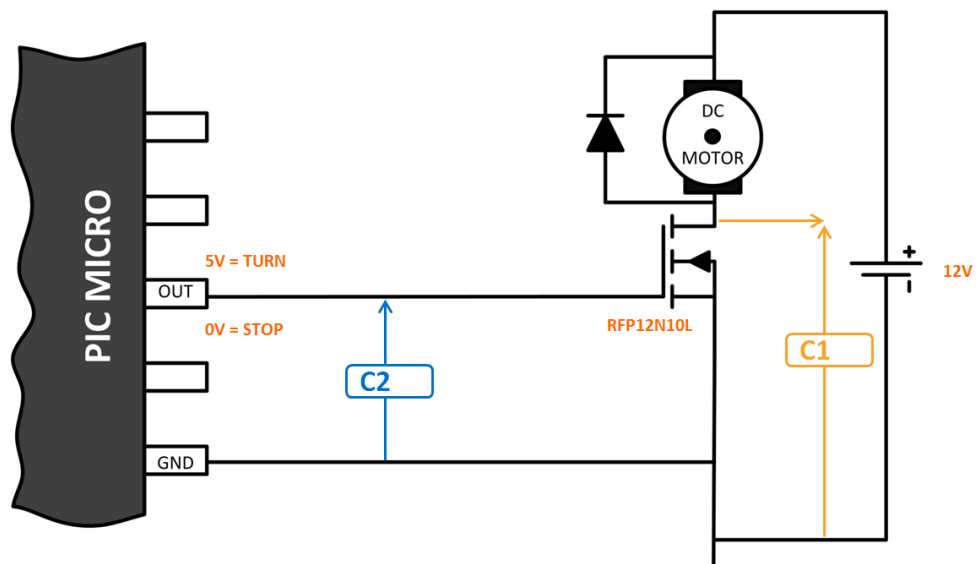 PIC MICRO
5V = TURN
OUT
0V = STOP
GND
C2
DC
MOTOR
RFP12N10L
C1
+
-
12V